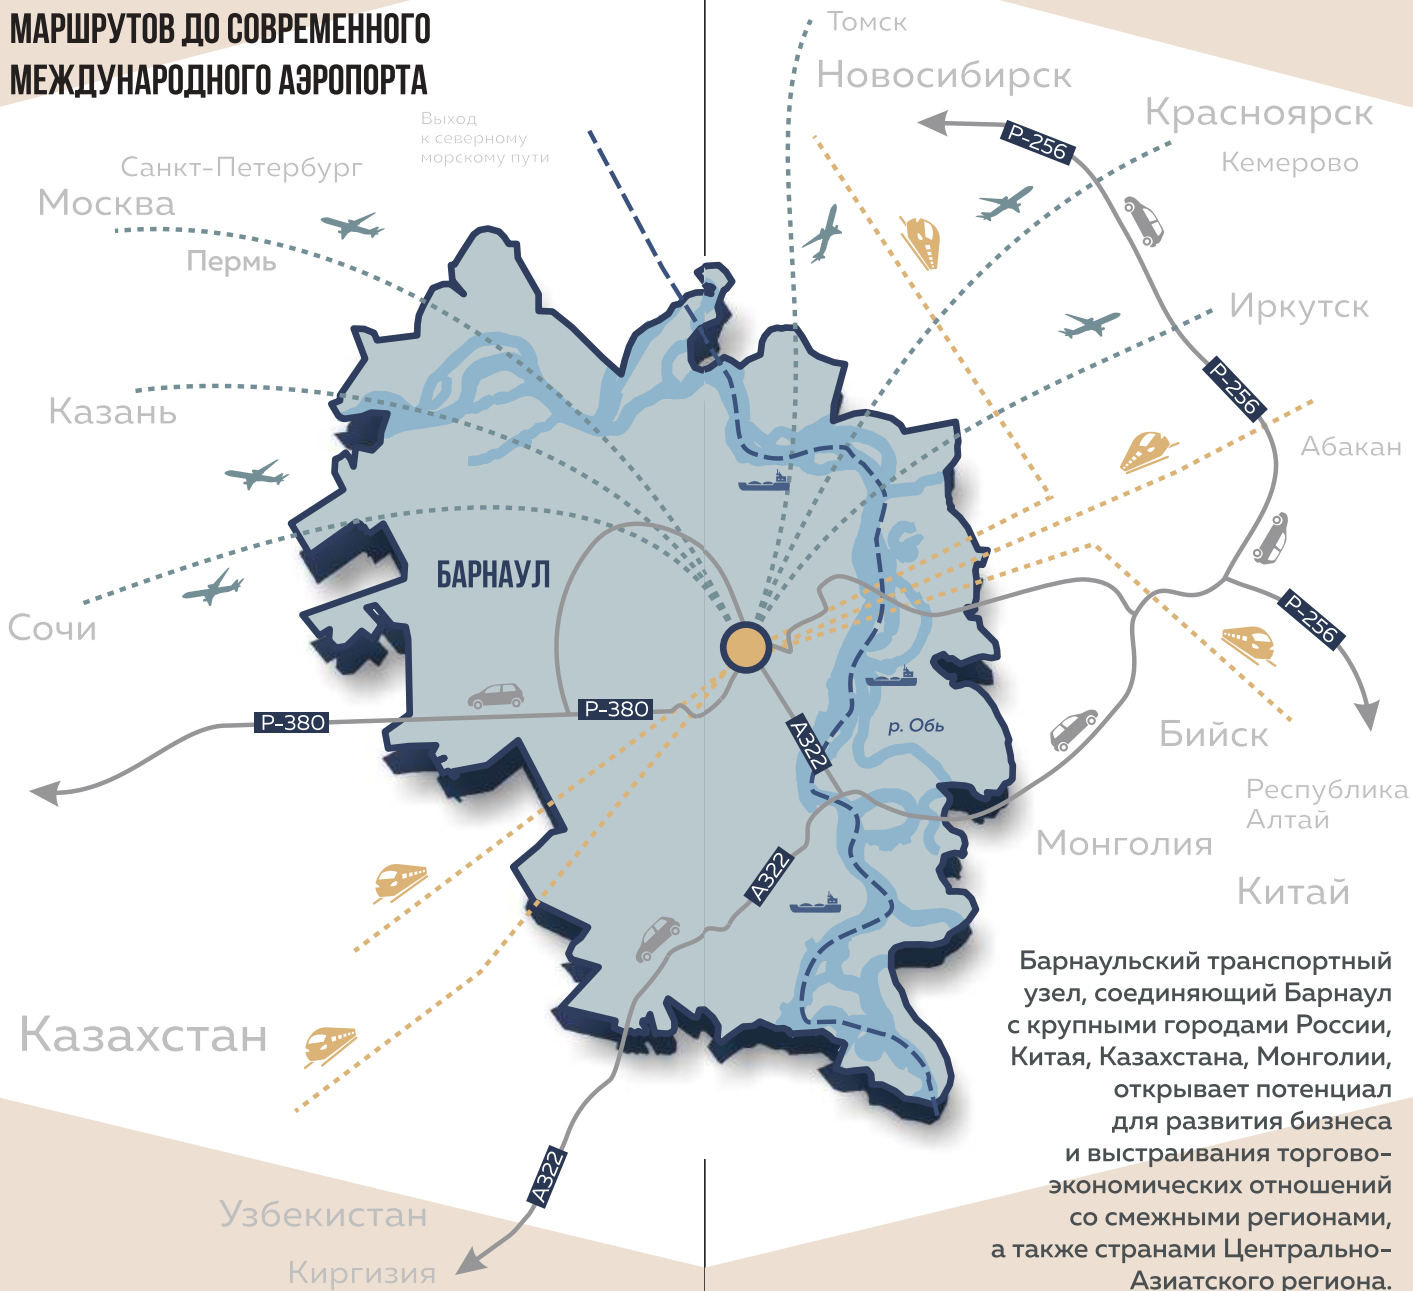 МАРШРУТОВ ДО СОВРЕМЕННОГО
МЕЖДУНАРОДНОГО АЭРОПОРТА
Томск
Новосибирск
Красноярск
Кемерово
Р-256
Выход
к северному
морскому пути
Санкт-Петербург
Москва
Пермь
Иркутск
Р-256
Казань
Абакан
БАРНАУЛ
Сочи
Р-256
Р-380
Р-380
А322
р. Обь
Бийск
Республика
Алтай
Монголия
А322
Китай
Казахстан
Барнаульский транспортный
узел, соединяющий Барнаул
с крупными городами России,
Китая, Казахстана, Монголии,
открывает потенциал
для развития бизнеса
и выстраивания торгово-
экономических отношений
со смежными регионами,
а также странами Центрально-
Азиатского региона.
А322
Узбекистан
Киргизия